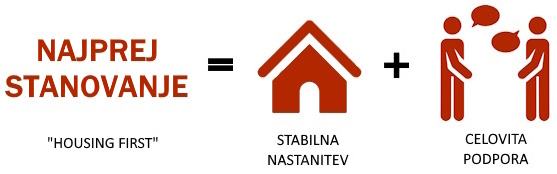 NAJPREJ
STANOVANJE
=
+
"HOUSING FIRST"
STABILNA
NASTANITEV
CELOVITA
PODPORA